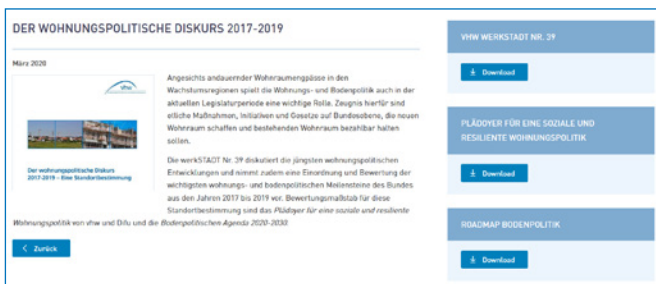 DER WOHNUNGSPOLITISCHE DISKURS 2017-2019
März 2020
vhw
Der wohnungspolitische Diskurs
2017-2019 – Eine Standortbestimmung
Angesichts andauernder Wohnraumengpässe in den
Wachstumsregionen spielt die Wohnungs- und Bodenpolitik auch in der
aktuellen Legislaturperiode eine wichtige Rolle. Zeugnis hierfür sind
etliche Maßnahmen, Initiativen und Gesetze auf Bundesebene, die neuen
Wohnraum schaffen und bestehenden Wohnraum bezahlbar halten
sollen.
Die werkSTADT Nr. 39 diskutiert die jüngsten wohnungspolitischen
Entwicklungen und nimmt zudem eine Einordnung und Bewertung der
wichtigsten wohnungs- und bodenpolitischen Meilensteine des Bundes
aus den Jahren 2017 bis 2019 vor. Bewertungsmaßstab für diese
Standortbestimmung sind das Plädoyer für eine soziale und resiliente
Wohnungspolitik von vhw und Difu und die Bodenpolitischen Agenda 2020-2030.
Zurück
VHW WERKSTADT NR. 39
Download
PLÄDOYER FÜR EINE SOZIALE UND
RESILIENTE WOHNUNGSPOLITIK
Download
ROADMAP BODENPOLITIK
Download